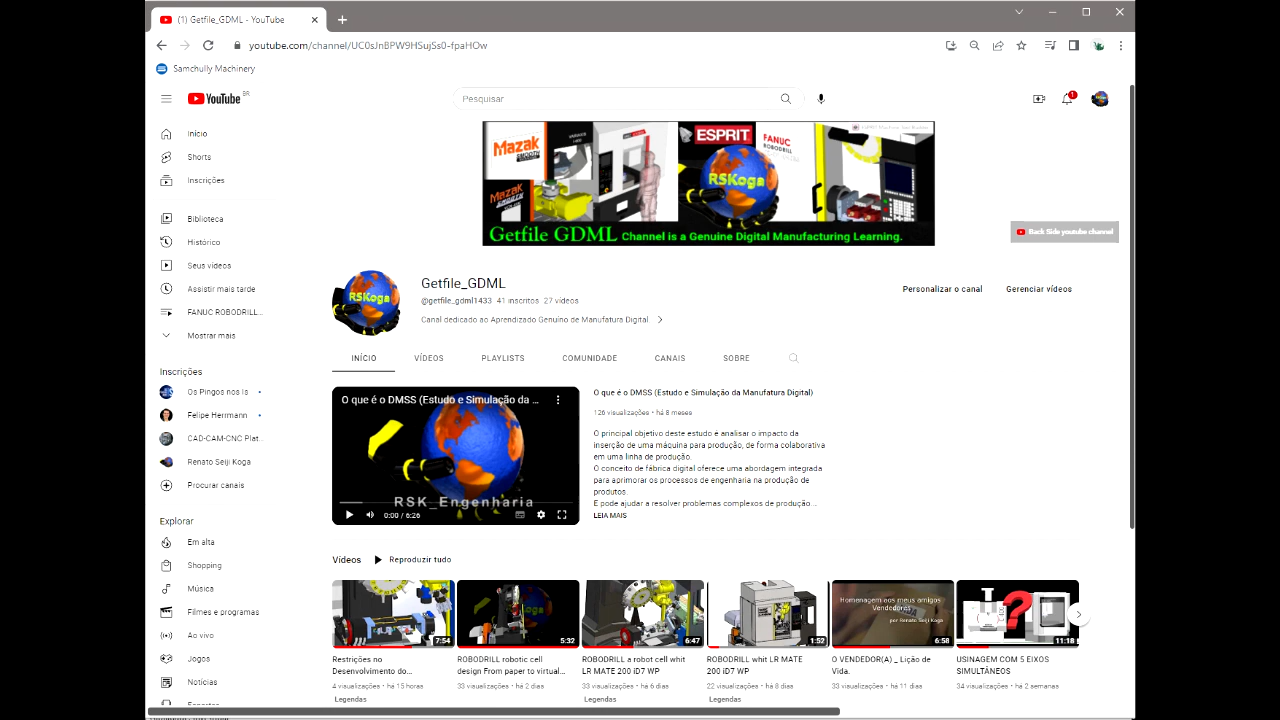 (1) Getfile_GDML - YouTube
youtube.com/channel/UC0sJnBPW9HSujSs0-fpaHOw
Samchully Machinery
YouTube BR
Pesquisar
1
Início
Shorts
Inscrições
Biblioteca
Histórico
Seus vídeos
Assistir mais tarde
FANUC ROBODRILL...
Mostrar mais
Inscrições
Os Pingos nos Is
Felipe Herrmann
CAD-CAM-CNC Plat...
Renato Seiji Koga
Procurar canais
Explorar
Em alta
Shopping
Música
Filmes e programas
Ao vivo
Jogos
Notícias
Esportes
Mazak
SMOOTH
Mazak
SMOOTH
ESPRIT
FANUC
ROBODRILL
RSKoga
Getfile GDML Channel is a Genuine Digital Manufacturing Learning.
Back Side youtube channel
RSKoga
Getfile_GDML
@getfile_gdml1433 41 inscritos 27 vídeos
Canal dedicado ao Aprendizado Genuíno de Manufatura Digital
Personalizar o canal
Gerenciar vídeos
INÍCIO
VÍDEOS
PLAYLISTS
COMUNIDADE
CANAIS
SOBRE
O que é o DMSS (Estudo e Simulação da ...
RSK_Engenharia
0:00 / 6:26
O que é o DMSS (Estudo e Simulação da Manufatura Digital)
126 visualizações • há 8 meses
O principal objetivo deste estudo é analisar o impacto da
inserção de uma máquina para produção, de forma colaborativa
em uma linha de produção.
O conceito de fábrica digital oferece uma abordagem integrada
para aprimorar os processos de engenharia na produção de
produtos.
E pode ajudar a resolver problemas complexos de produção...
LEIA MAIS
Vídeos
Reproduzir tudo
7:54
Restrições no
Desenvolvimento do...
4 visualizações • há 15 horas
Legendas
5:32
ROBODRILL robotic cell
design From paper to virtual...
33 visualizações • há 2 dias
6:47
ROBODRILL a robot cell whit
LR MATE 200 iD7 WP
33 visualizações • há 6 dias
Legendas
1:52
ROBODRILL whit LR MATE
200 iD7 WP
22 visualizações • há 8 dias
Legendas
Homenagem aos meus amigos
Vendedores
por Renato Seiji Koga
6:58
O VENDEDOR(A) _ Lição de
Vida.
33 visualizações • há 11 dias
?
11:18
USINAGEM COM 5 EIXOS
SIMULTÂNEOS
34 visualizações • há 2 semanas